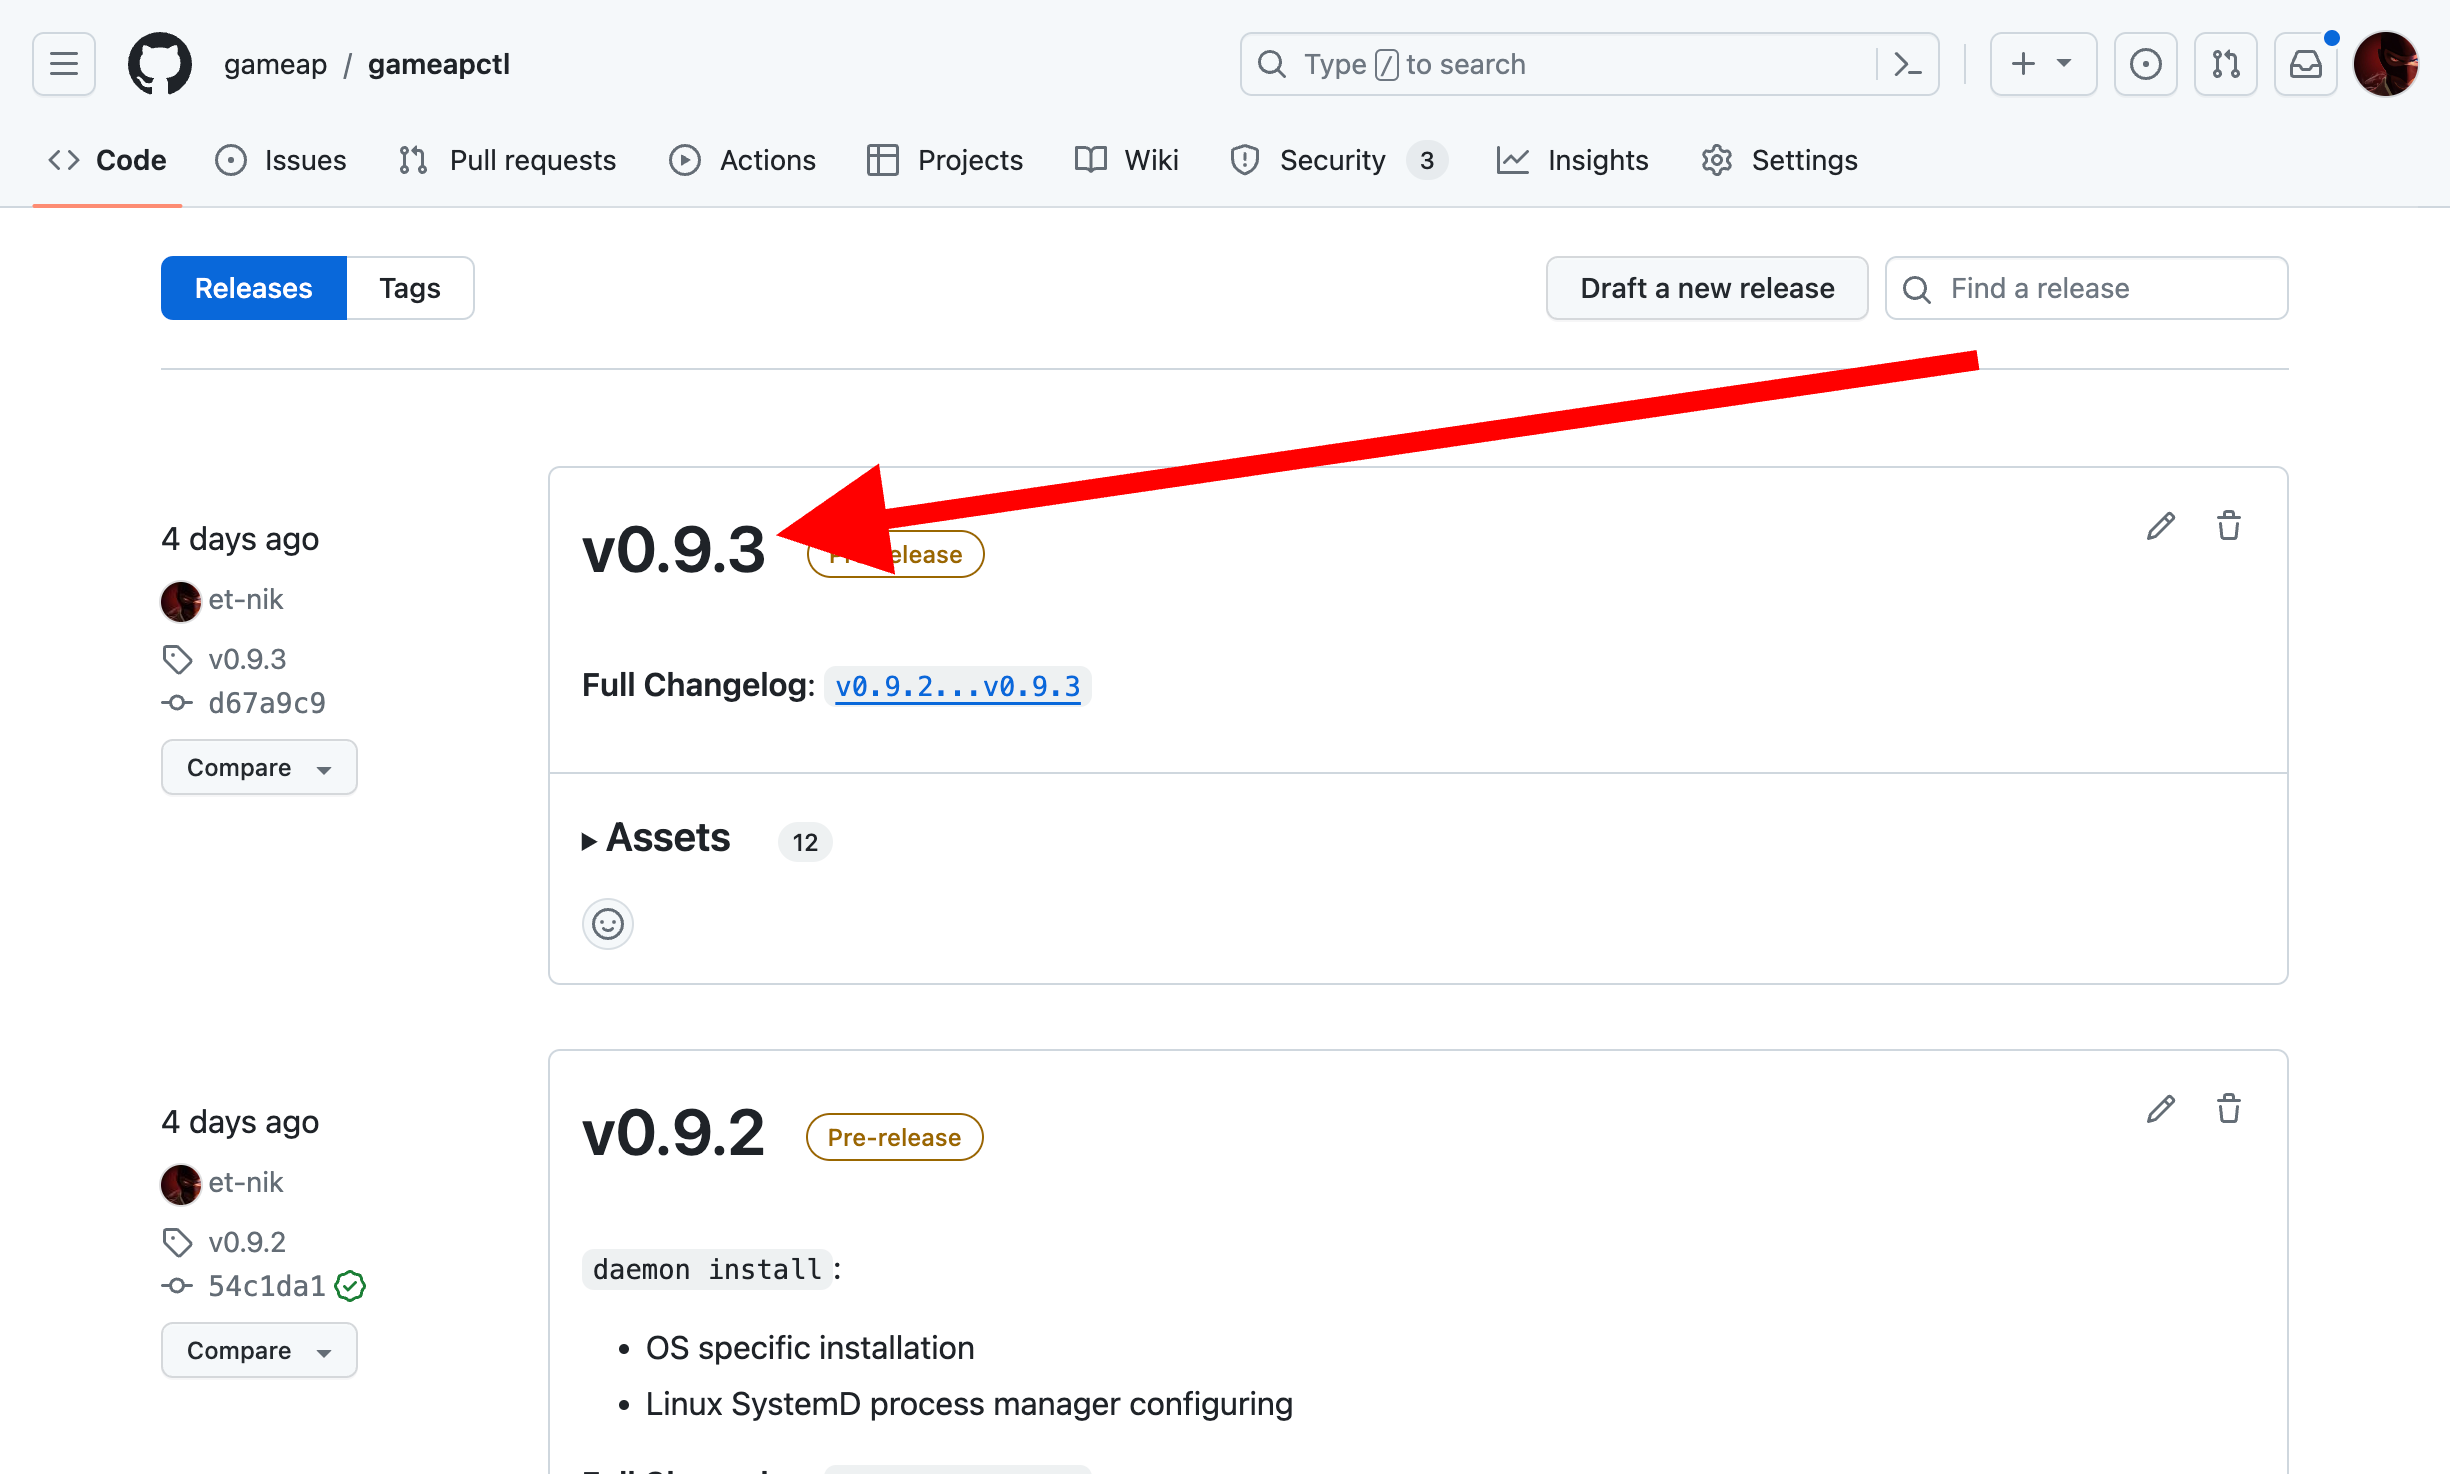 gameap / gameapctl
Type / to search
Code Issues Pull requests Actions Projects Wiki Security 3 Insights Settings
Releases Tags Draft a new release Find a release
4 days ago
et-nik
v0.9.3
d67a9c9
Compare
v0.9.3
Full Changelog: v0.9.2...v0.9.3
Assets 12
4 days ago
et-nik
v0.9.2
54c1da1
Compare
v0.9.2 Pre-release
daemon install:
• OS specific installation
• Linux SystemD process manager configuring